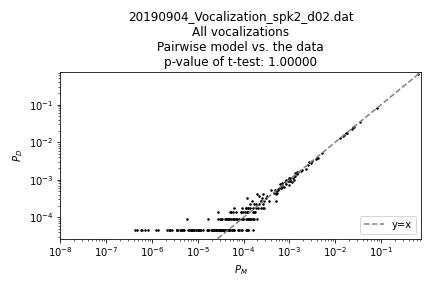 20190904_Vocalization_spk2_d02.dat
All vocalizations
Pairwise model vs. the data
p-value of t-test: 1.00000
P_D
10⁻¹
10⁻²
10⁻³
10⁻⁴
y=x
10⁻⁸ 10⁻⁷ 10⁻⁶ 10⁻⁵ 10⁻⁴ 10⁻³ 10⁻² 10⁻¹
P_M